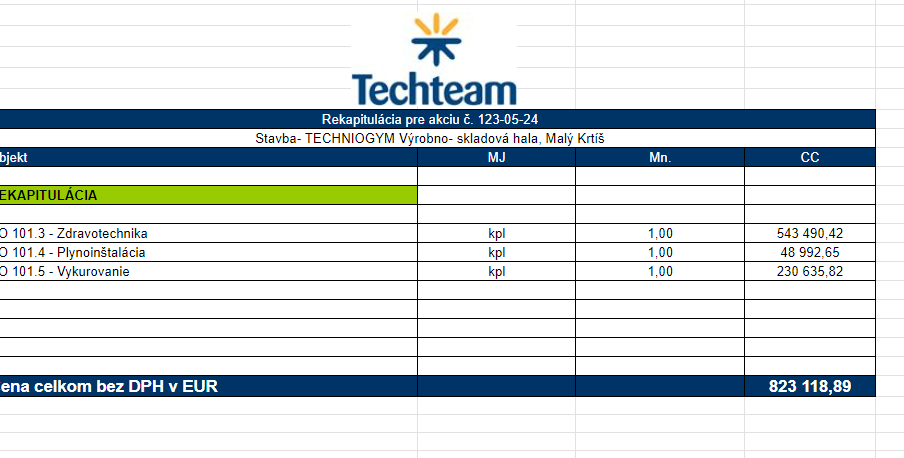 Techteam
Rekapitulácia pre akciu č. 123-05-24
Stavba- TECHNIOGYM Výrobno- skladová hala, Malý Krtíš
bjekt MJ Mn. CC
EKAPITULÁCIA
O 101.3 - Zdravotechnika kpl 1,00 543 490,42
O 101.4 - Plynoinštalácia kpl 1,00 48 992,65
O 101.5 - Vykurovanie kpl 1,00 230 635,82
ena celkom bez DPH v EUR 823 118,89